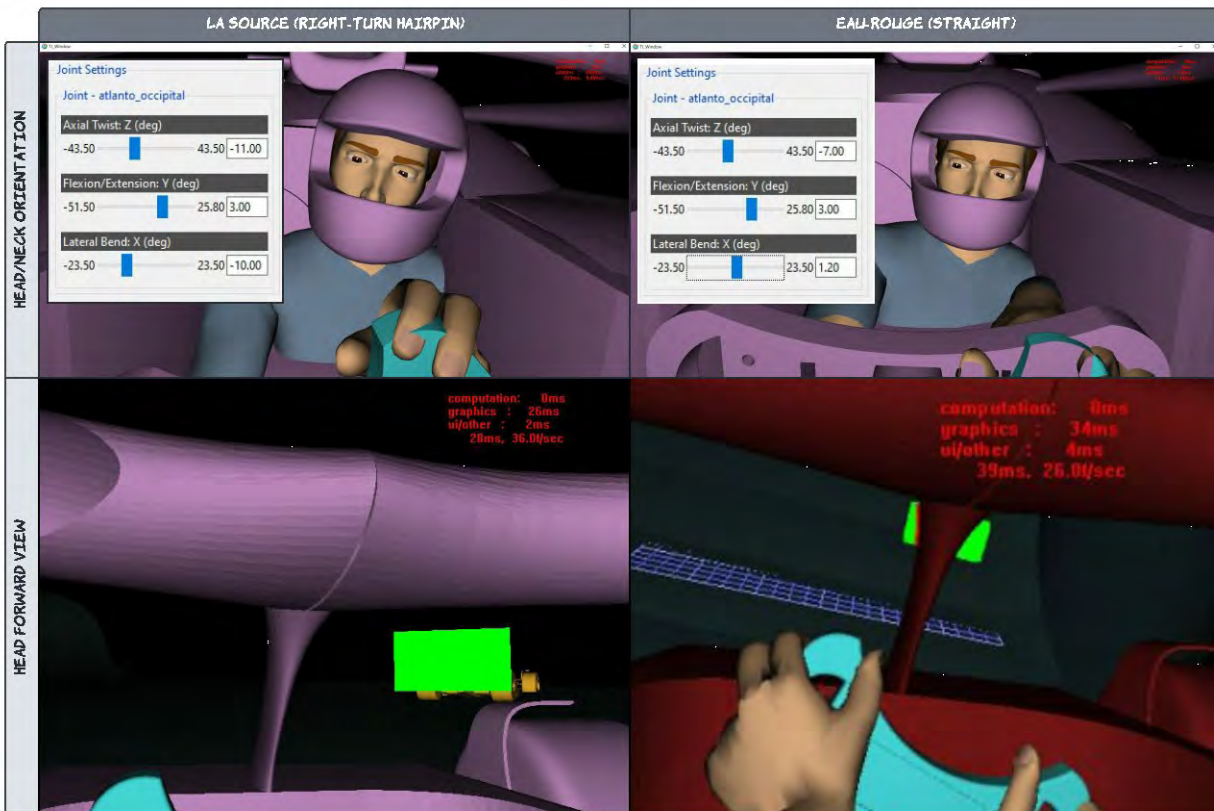 LA SOURCE (RIGHT-TURN HAIRPIN)
EAU-ROUGE (STRAIGHT)
HEAD/NECK ORIENTATION
Joint Settings
Joint - atlanto_occipital
Axial Twist: Z (deg)
-43.50 43.50 -11.00
Flexion/Extension: Y (deg)
-51.50 25.80 3.00
Lateral Bend: X (deg)
-23.50 23.50 -10.00
Joint Settings
Joint - atlanto_occipital
Axial Twist: Z (deg)
-43.50 43.50 -7.00
Flexion/Extension: Y (deg)
-51.50 25.80 3.00
Lateral Bend: X (deg)
-23.50 23.50 1.20
HEAD FORWARD VIEW
computation: 0ms
graphics : 26ms
ui/other : 2ms
28ms, 36.0f/sec
computation: 0ms
graphics : 34ms
ui/other : 4ms
39ms, 26.0f/sec